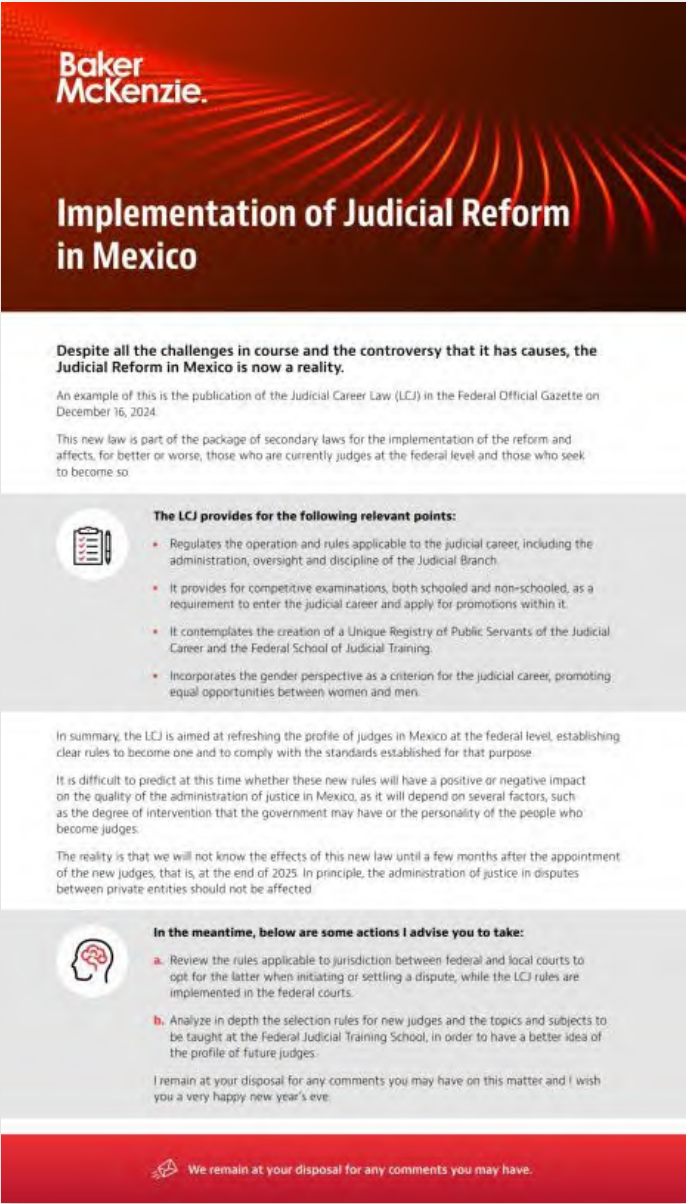 Baker
McKenzie.
Implementation of Judicial Reform
in Mexico
Despite all the challenges in course and the controversy that it has causes, the
Judicial Reform in Mexico is now a reality.
An example of this is the publication of the Judicial Career Law (LCJ) in the Federal Official Gazette on
December 16, 2024.
This new law is part of the package of secondary laws for the implementation of the reform and
affects, for better or worse, those who are currently judges at the federal level and those who seek
to become so.
The LCJ provides for the following relevant points:
• Regulates the operation and rules applicable to the judicial career, including the
administration, oversight and discipline of the Judicial Branch.
• It provides for competitive examinations, both schooled and non-schooled, as a
requirement to enter the judicial career and apply for promotions within it.
• It contemplates the creation of a Unique Registry of Public Servants of the Judicial
Career and the Federal School of Judicial Training.
• Incorporates the gender perspective as a criterion for the judicial career, promoting
equal opportunities between women and men.
In summary, the LCJ is aimed at refreshing the profile of judges in Mexico at the federal level, establishing
clear rules to become one and to comply with the standards established for that purpose.
It is difficult to predict at this time whether these new rules will have a positive or negative impact
on the quality of the administration of justice in Mexico, as it will depend on several factors, such
as the degree of intervention that the government may have or the personality of the people who
become judges.
The reality is that we will not know the effects of this new law until a few months after the appointment
of the new judges, that is, at the end of 2025. In principle, the administration of justice in disputes
between private entities should not be affected.
In the meantime, below are some actions I advise you to take:
a. Review the rules applicable to jurisdiction between federal and local courts to
opt for the latter when initiating or settling a dispute, while the LCJ rules are
implemented in the federal courts.
b. Analyze in depth the selection rules for new judges and the topics and subjects to
be taught at the Federal Judicial Training School, in order to have a better idea of
the profile of future judges.
I remain at your disposal for any comments you may have on this matter and I wish
you a very happy new year's eve.
We remain at your disposal for any comments you may have.